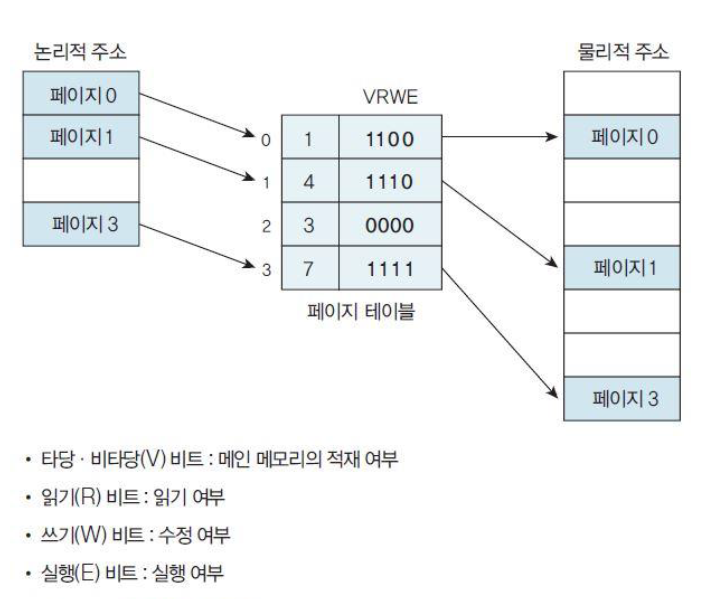 논리적 주소
물리적 주소
페이지 0
페이지 1
페이지 3
VRWE
0 1 1100
1 4 1110
2 3 0000
3 7 1111
페이지 테이블
페이지 0
페이지 1
페이지 3
• 타당 · 비타당(V) 비트 : 메인 메모리의 적재 여부
• 읽기(R) 비트 : 읽기 여부
• 쓰기(W) 비트 : 수정 여부
• 실행(E) 비트 : 실행 여부